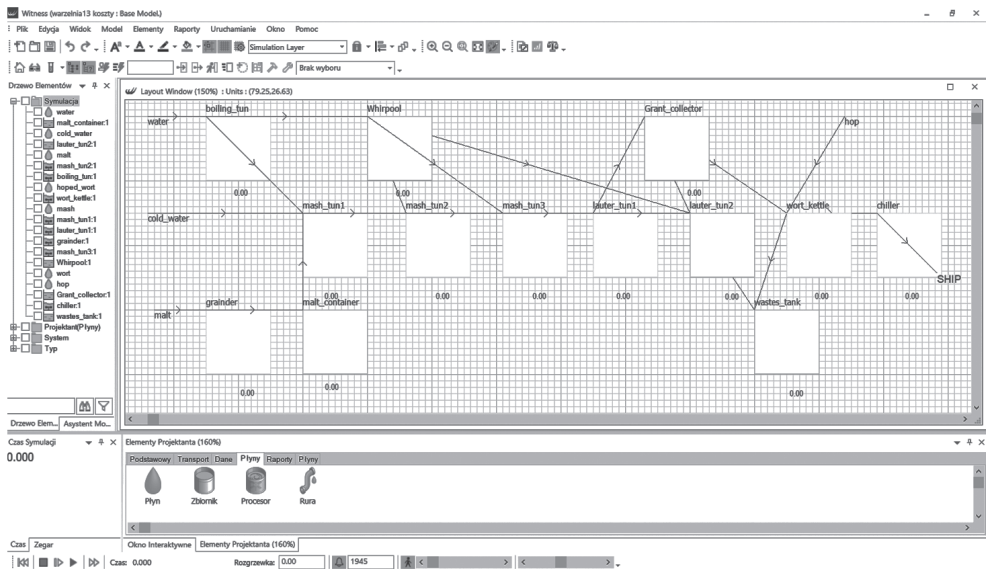 Witness (warzelnia13 koszty : Base Model.)
Plik Edycja Widok Model Elementy Raporty Uruchamianie Okno Pomoc
Simulation Layer
Brak wyboru
Drzewo Elementów
Symulacja
water
malt_container:1
cold_water
lauter_tun2:1
malt
mash_tun2:1
boiling_tun:1
hoped_wort
wort_kettle:1
mash
mash_tun1:1
lauter_tun1:1
grainder:1
mash_tun3:1
Whirpool:1
wort
hop
Grant_collector:1
chiller:1
wastes_tank:1
Projektant(Płyny)
System
Typ
Drzewo Elem... Asystent Mo...
Layout Window (150%) : Units : (79.25,26.63)
boiling_tun Whirpool Grant_collector
water hop
0.00 0.00 0.00
mash_tun1 mash_tun2 mash_tun3 lauter_tun1 lauter_tun2 wort_kettle chiller
cold_water
SHIP
0.00 0.00 0.00 0.00 0.00 0.00 0.00
grainder malt_container wastes_tank
malt
0.00 0.00 0.00
Czas Symulacji
0.000
Czas Zegar
Elementy Projektanta (160%)
Podstawowy Transport Dane Płyny Raporty Płyny
Płyn Zbiornik Procesor Rura
Okno Interaktywne Elementy Projektanta (160%)
Czas: 0.000 Rozgrzewka: 0.00 1945